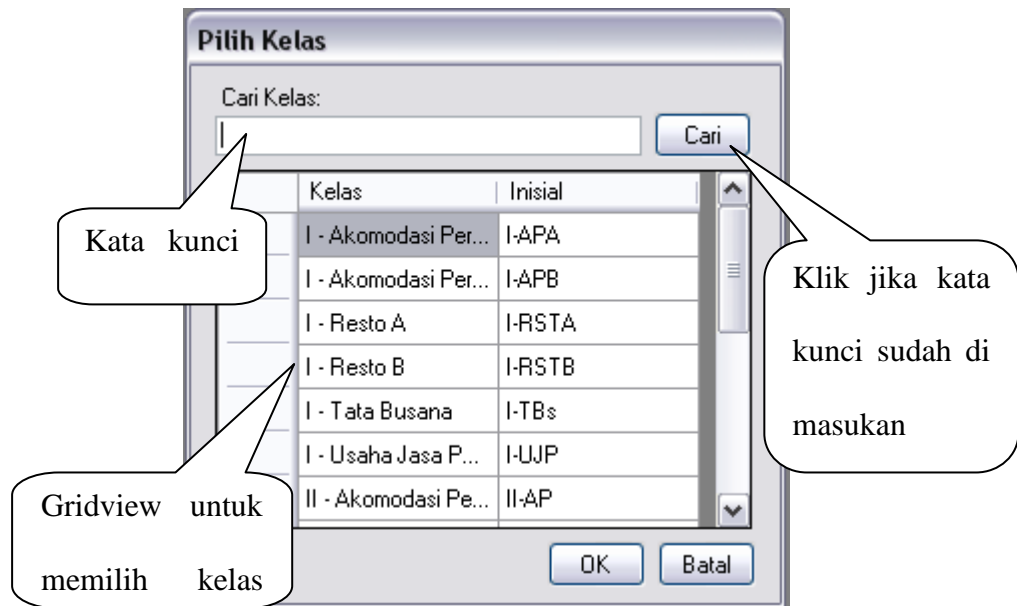 Pilih Kelas
Cari Kelas:
Cari
Kelas Inisial
I - Akomodasi Per... I-APA
I - Akomodasi Per... I-APB
I - Resto A I-RSTA
I - Resto B I-RSTB
I - Tata Busana I-TBs
I - Usaha Jasa P... I-UJP
II - Akomodasi Pe... II-AP
OK Batal
Kata kunci
Klik jika kata
kunci sudah di
masukan
Gridview untuk
memilih kelas